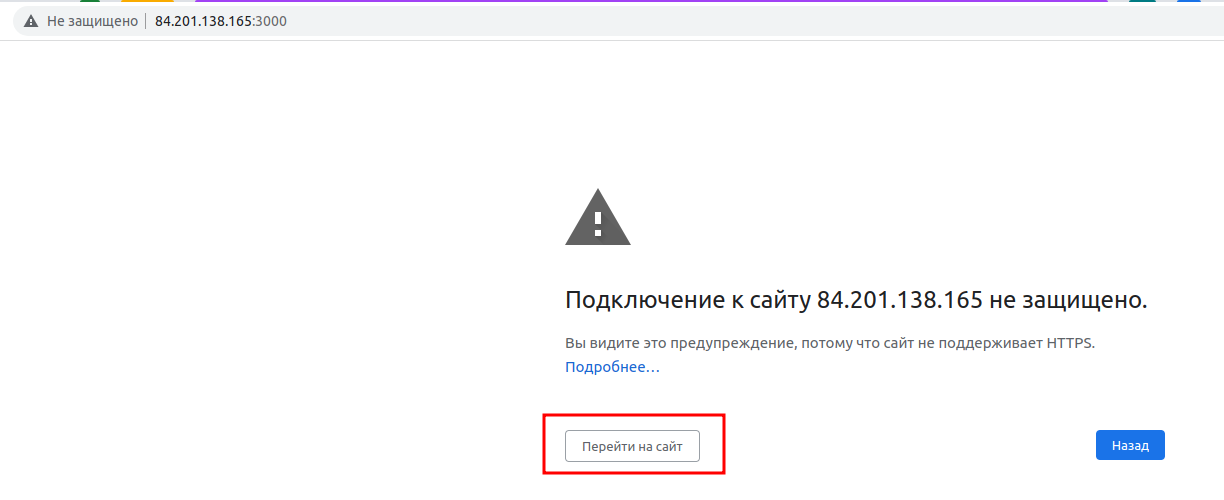 Не защищено 84.201.138.165:3000
Подключение к сайту 84.201.138.165 не защищено.
Вы видите это предупреждение, потому что сайт не поддерживает HTTPS.
Подробнее…
Перейти на сайт
Назад